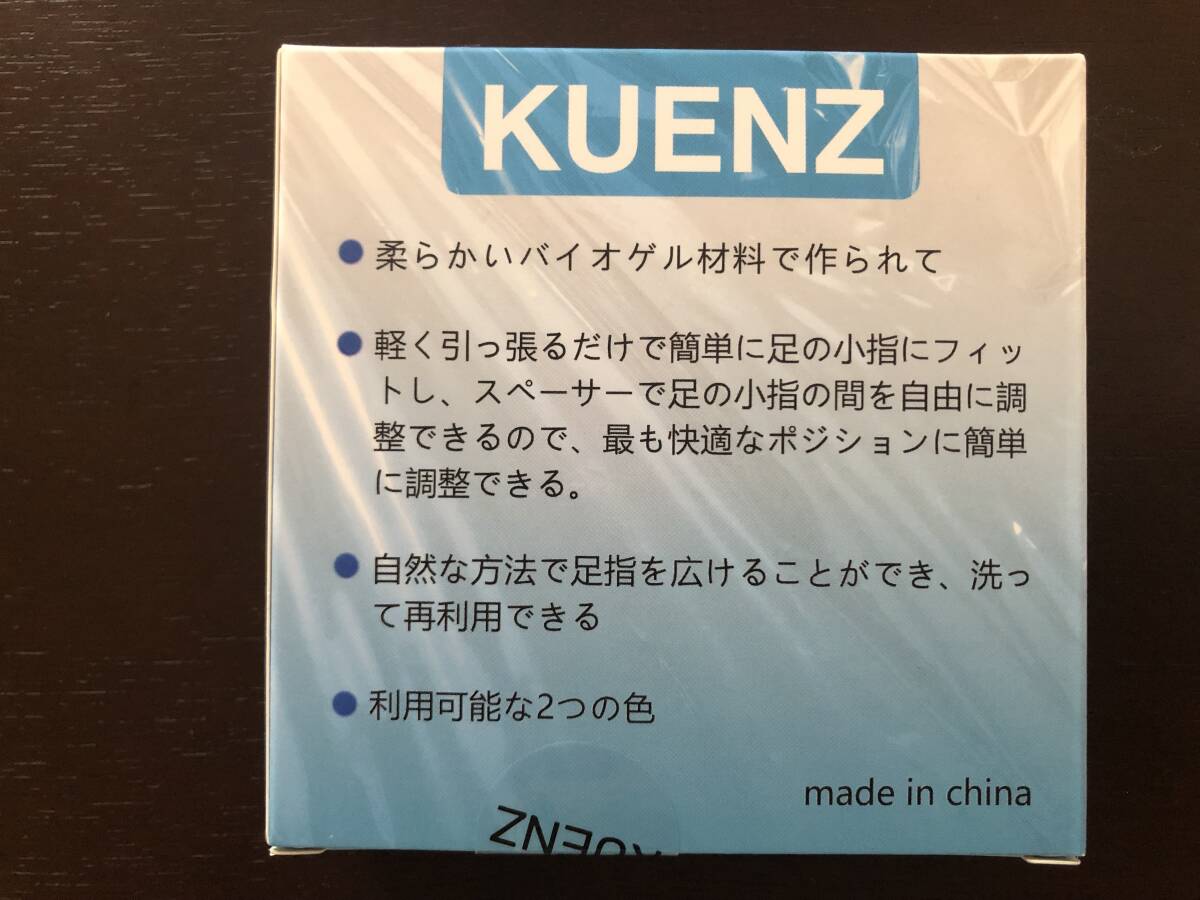 KUENZ
● 柔らかいバイオゲル材料で作られて
● 軽く引っ張るだけで簡単に足の小指にフィッ
トし、スペーサーで足の小指の間を自由に調
整できるので、最も快適なポジションに簡単
に調整できる。
● 自然な方法で足指を広けることができ、洗っ
て再利用できる
● 利用可能な2つの色
made in china
KUENZ